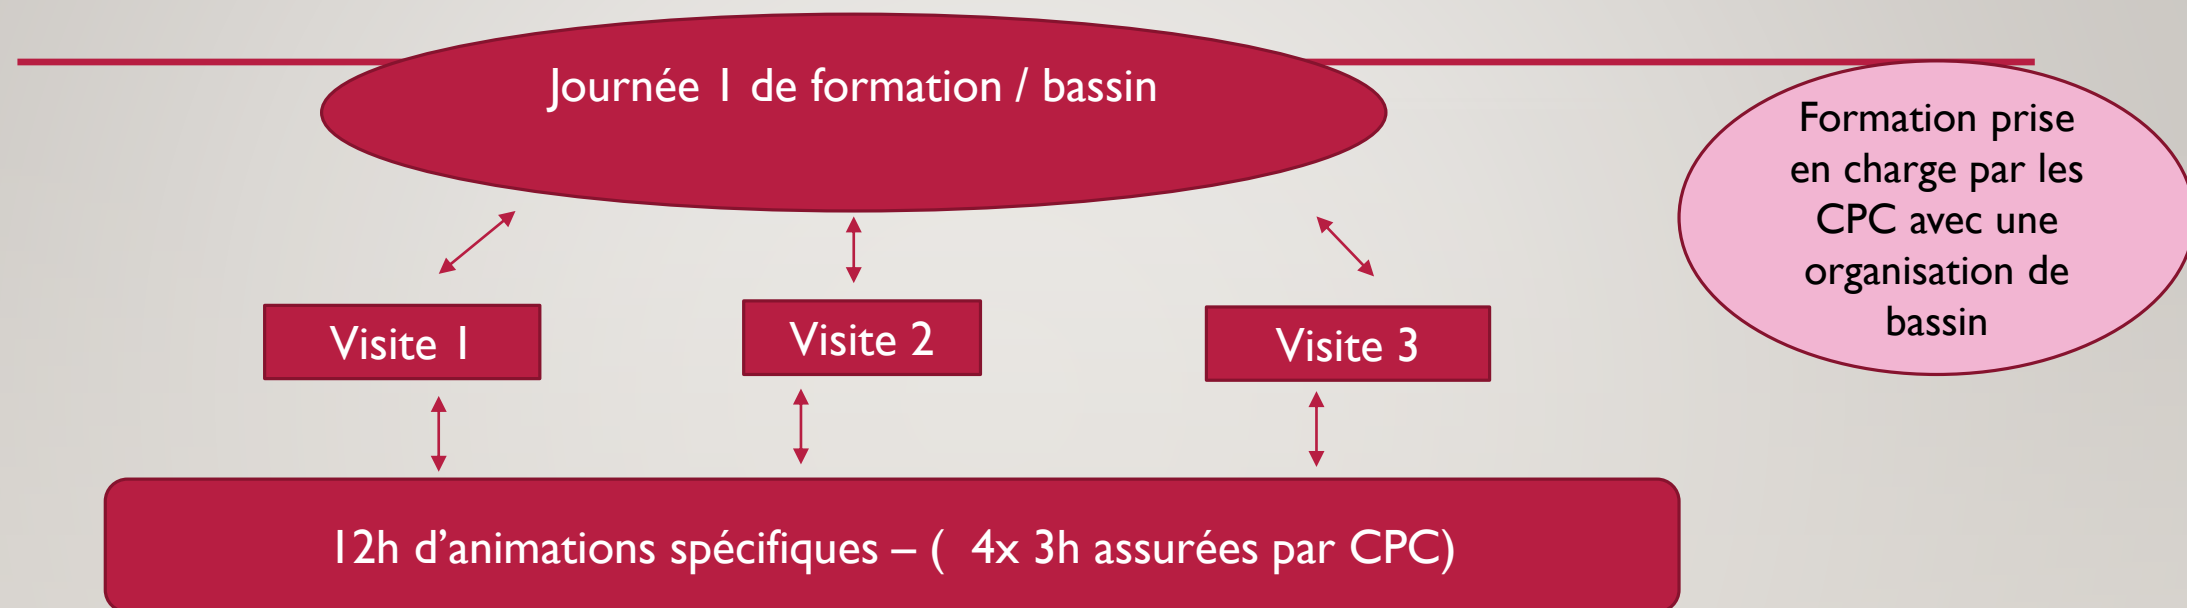 Journée 1 de formation / bassin
Formation prise
en charge par les
CPC avec une
organisation de
bassin
Visite 1
Visite 2
Visite 3
12h d’animations spécifiques – (  4x 3h assurées par CPC)